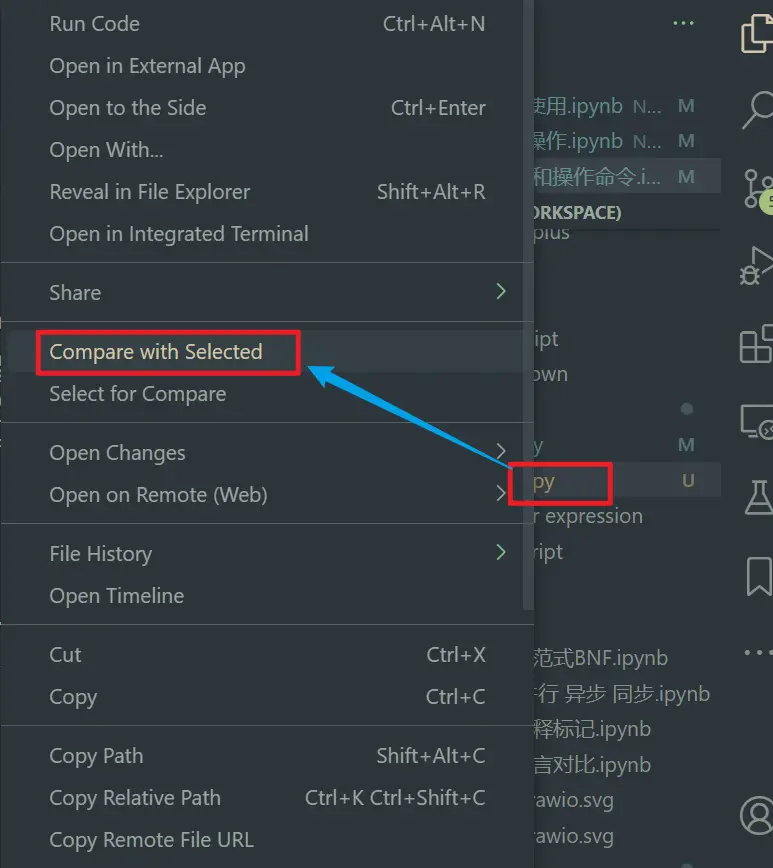 Run Code Ctrl+Alt+N
Open in External App
Open to the Side Ctrl+Enter
Open With...
Reveal in File Explorer Shift+Alt+R
Open in Integrated Terminal
Share
Compare with Selected
Select for Compare
Open Changes
Open on Remote (Web)
File History
Open Timeline
Cut Ctrl+X
Copy Ctrl+C
Copy Path Shift+Alt+C
Copy Relative Path Ctrl+K Ctrl+Shift+C
Copy Remote File URL
使用.ipynb N... M
操作.ipynb N... M
和操作命令.i... M
ORKSPACE)
plus
ipt
own
y M
py U
r expression
ript
范式BNF.ipynb
行 异步 同步.ipynb
释标记.ipynb
言对比.ipynb
awio.svg
awio.svg
5